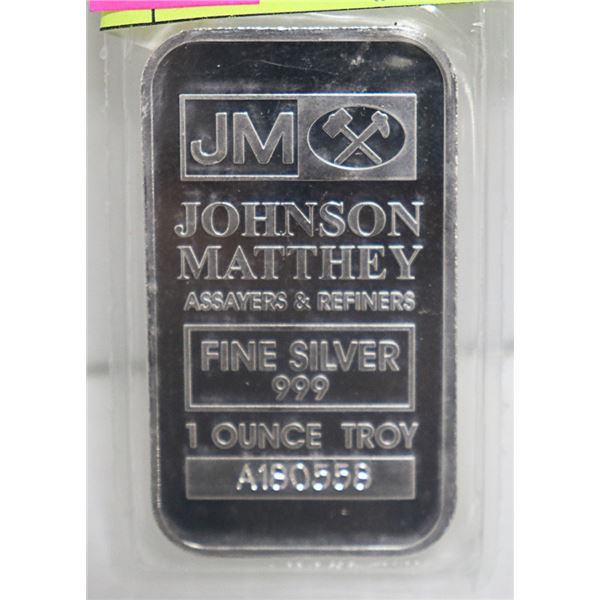 JM
JOHNSON
MATTHEY
ASSAYERS & REFINERS
FINE SILVER
999
1 OUNCE TROY
A180558